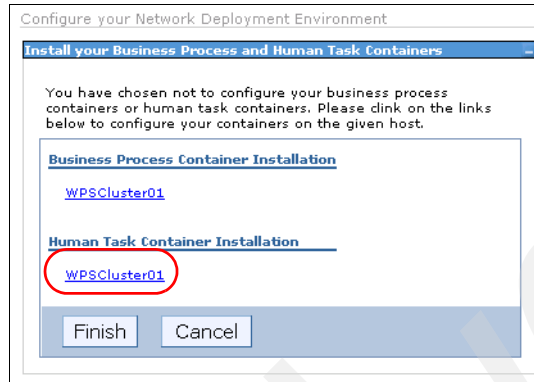 Configure your Network Deployment Environment
Install your Business Process and Human Task Containers
You have chosen not to configure your business process
containers or human task containers. Please clink on the links
below to configure your containers on the given host.
Business Process Container Installation
WPSCluster01
Human Task Container Installation
WPSCluster01
Finish Cancel